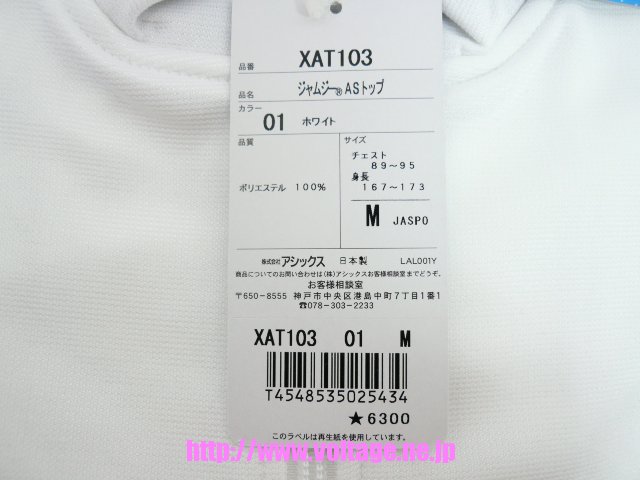 品番 XAT103
品名 ジャムジー®ASトップ
カラー
01 ホワイト
品質
ポリエステル 100%
サイズ
チェスト
89~95
身長
167~173
M JASPO
株式会社アシックス 日本製 LAL001Y
商品についてのお問い合わせは(株)アシックスお客様相談室までどうぞ。
お客様相談室
〒650-8555 神戸市中央区港島中町7丁目1番1
☎078-303-2233
XAT103 01 M
T4548535025434
★6300
このラベルは再生紙を使用しています。
http://www.voltage.ne.jp